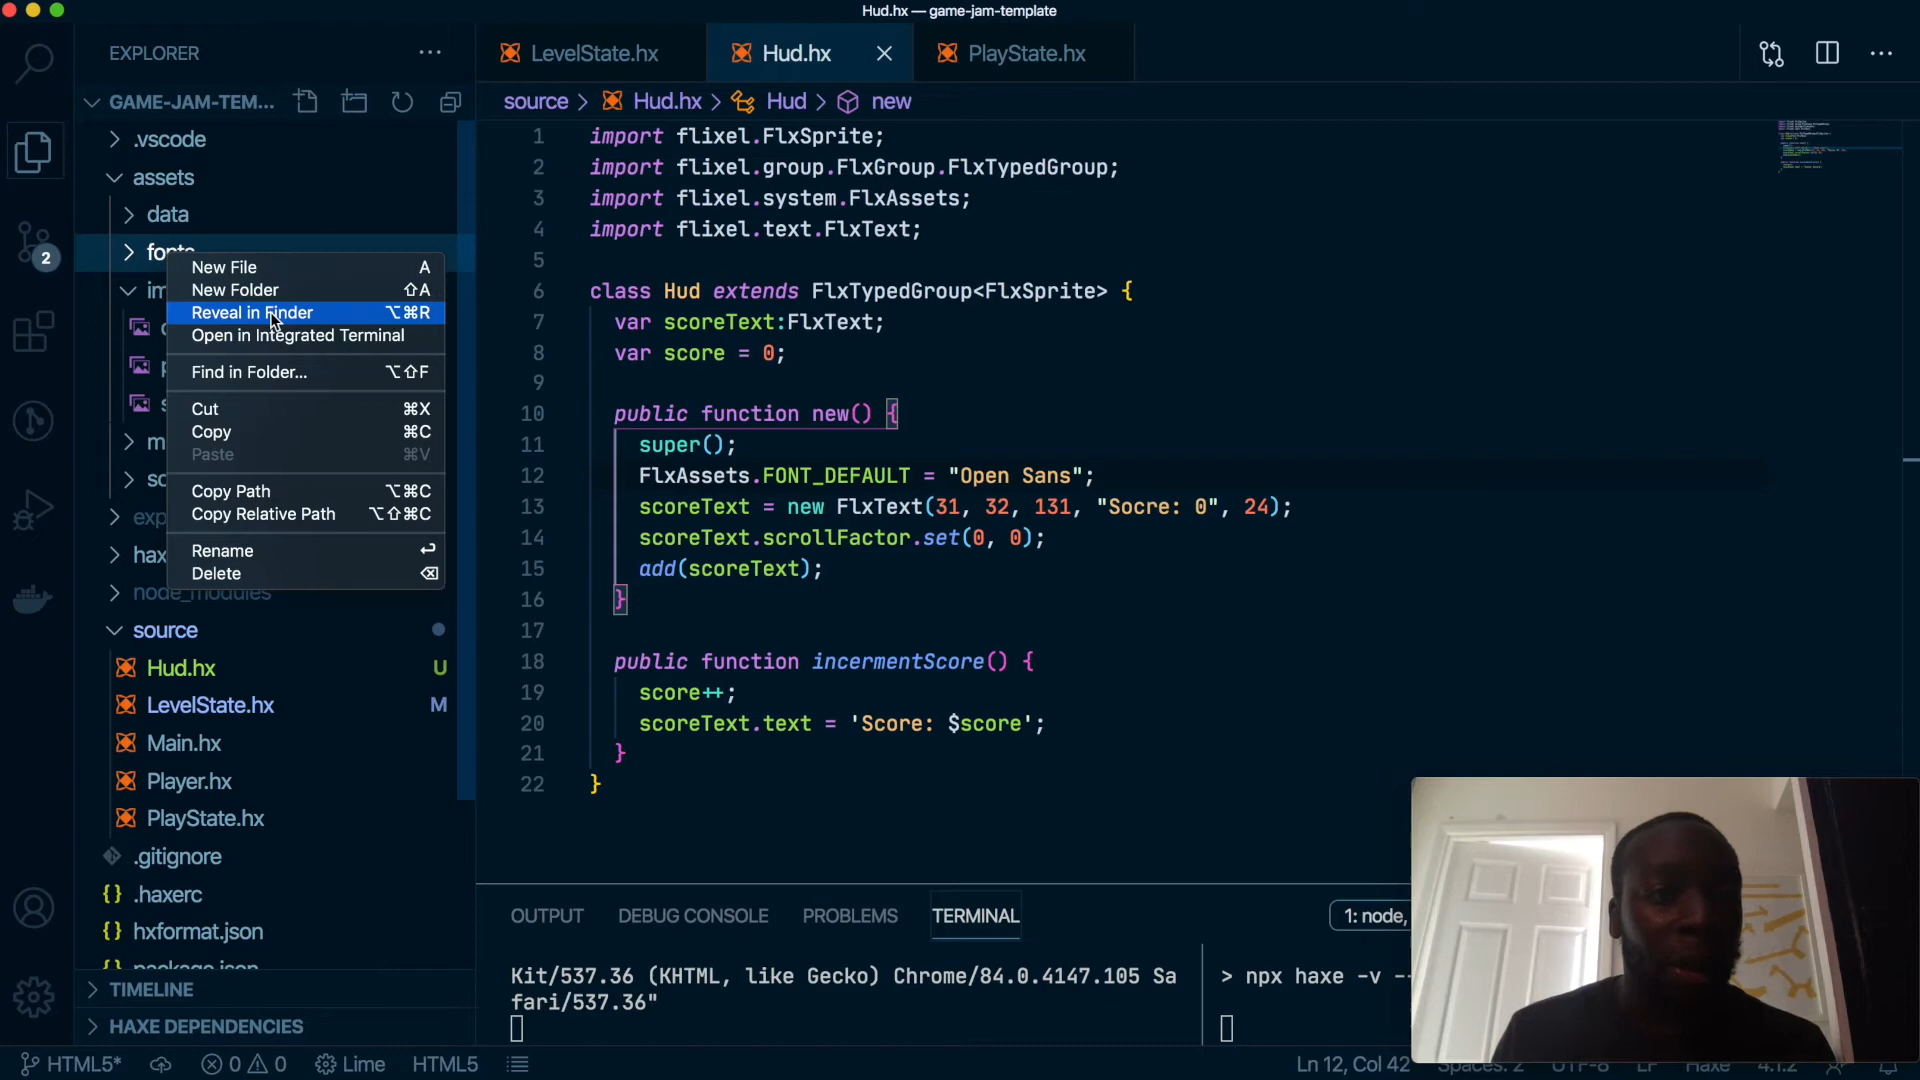 Hud.hx — game-jam-template
EXPLORER
LevelState.hx
Hud.hx
PlayState.hx
GAME-JAM-TEM...
source > Hud.hx > Hud > new
.vscode
assets
data
fonts
New File A
New Folder ⇧A
Reveal in Finder ⌥⌘R
Open in Integrated Terminal
Find in Folder... ⌥⇧F
Cut ⌘X
Copy ⌘C
Paste ⌘V
Copy Path ⌥⌘C
Copy Relative Path ⌥⇧⌘C
Rename ↩
Delete ⌫
im
m
so
exp
hax
node_modules
source
Hud.hx U
LevelState.hx M
Main.hx
Player.hx
PlayState.hx
.gitignore
.haxerc
hxformat.json
package.json
TIMELINE
HAXE DEPENDENCIES
2
1 import flixel.FlxSprite;
2 import flixel.group.FlxGroup.FlxTypedGroup;
3 import flixel.system.FlxAssets;
4 import flixel.text.FlxText;
5
6 class Hud extends FlxTypedGroup<FlxSprite> {
7 var scoreText:FlxText;
8 var score = 0;
9
10 public function new() {
11 super();
12 FlxAssets.FONT_DEFAULT = "Open Sans";
13 scoreText = new FlxText(31, 32, 131, "Socre: 0", 24);
14 scoreText.scrollFactor.set(0, 0);
15 add(scoreText);
16 }
17
18 public function incermentScore() {
19 score++;
20 scoreText.text = 'Score: $score';
21 }
22 }
OUTPUT DEBUG CONSOLE PROBLEMS TERMINAL 1: node,
Kit/537.36 (KHTML, like Gecko) Chrome/84.0.4147.105 Sa
fari/537.36"
> npx haxe -v --
HTML5* 0 0 Lime HTML5 Ln 12, Col 42 Spaces: 2 UTF-8 LF Haxe 4.1.2